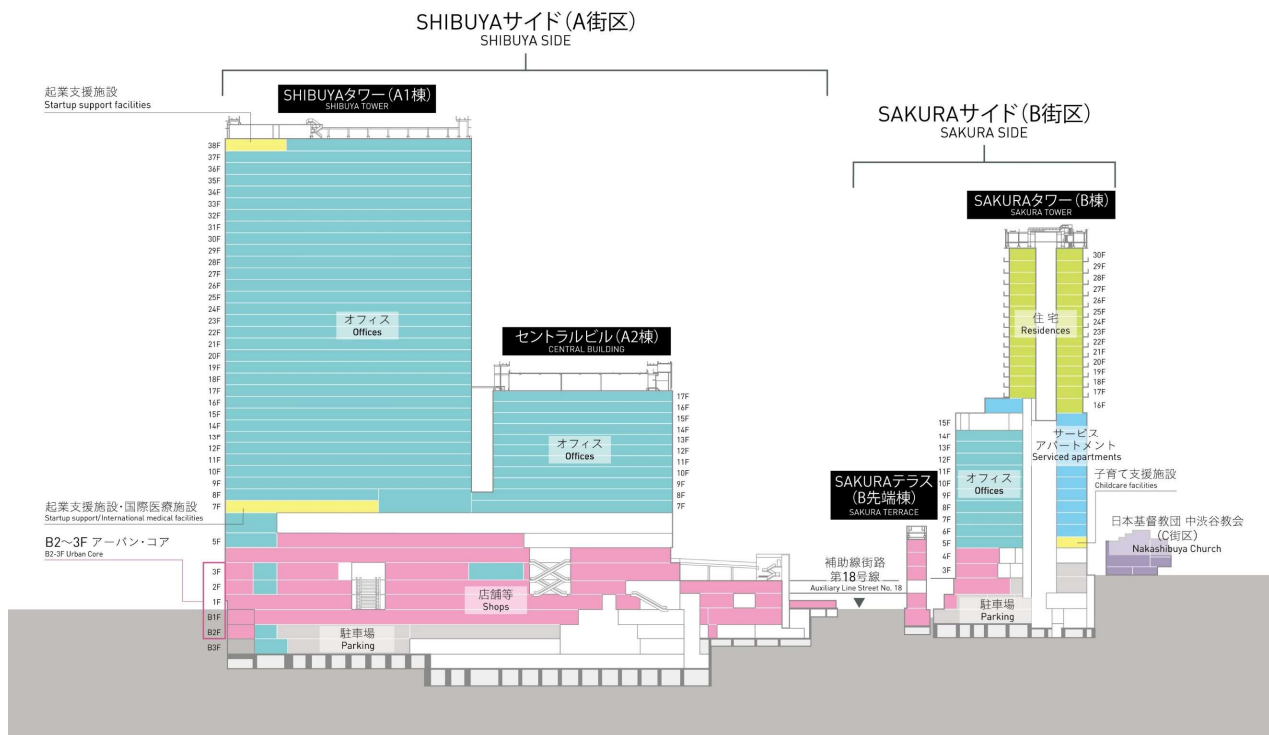 SHIBUYAサイド(A街区)
SHIBUYA SIDE
起業支援施設
Startup support facilities
SHIBUYAタワー(A1棟)
SHIBUYA TOWER
38F
37F
36F
35F
34F
33F
32F
31F
30F
29F
28F
27F
26F
25F
24F
23F
22F
21F
20F
19F
18F
17F
16F
15F
14F
13F
12F
11F
10F
9F
8F
7F
5F
3F
2F
1F
B1F
B2F
B3F
オフィス
Offices
セントラルビル(A2棟)
CENTRAL BUILDING
17F
16F
15F
14F
13F
12F
11F
10F
9F
8F
7F
オフィス
Offices
起業支援施設・国際医療施設
Startup support/International medical facilities
B2〜3F アーバン・コア
B2-3F Urban Core
店舗等
Shops
駐車場
Parking
SAKURAサイド(B街区)
SAKURA SIDE
SAKURAタワー(B棟)
SAKURA TOWER
30F
29F
28F
27F
26F
25F
24F
23F
22F
21F
20F
19F
18F
17F
16F
住宅
Residences
15F
14F
13F
12F
11F
10F
9F
8F
7F
6F
5F
4F
3F
サービス
アパートメント
Serviced apartments
オフィス
Offices
子育て支援施設
Childcare facilities
SAKURAテラス
(B先端棟)
SAKURA TERRACE
日本基督教団 中渋谷教会
(C街区)
Nakashibuya Church
補助線街路
第18号線
Auxiliary Line Street No. 18
駐車場
Parking